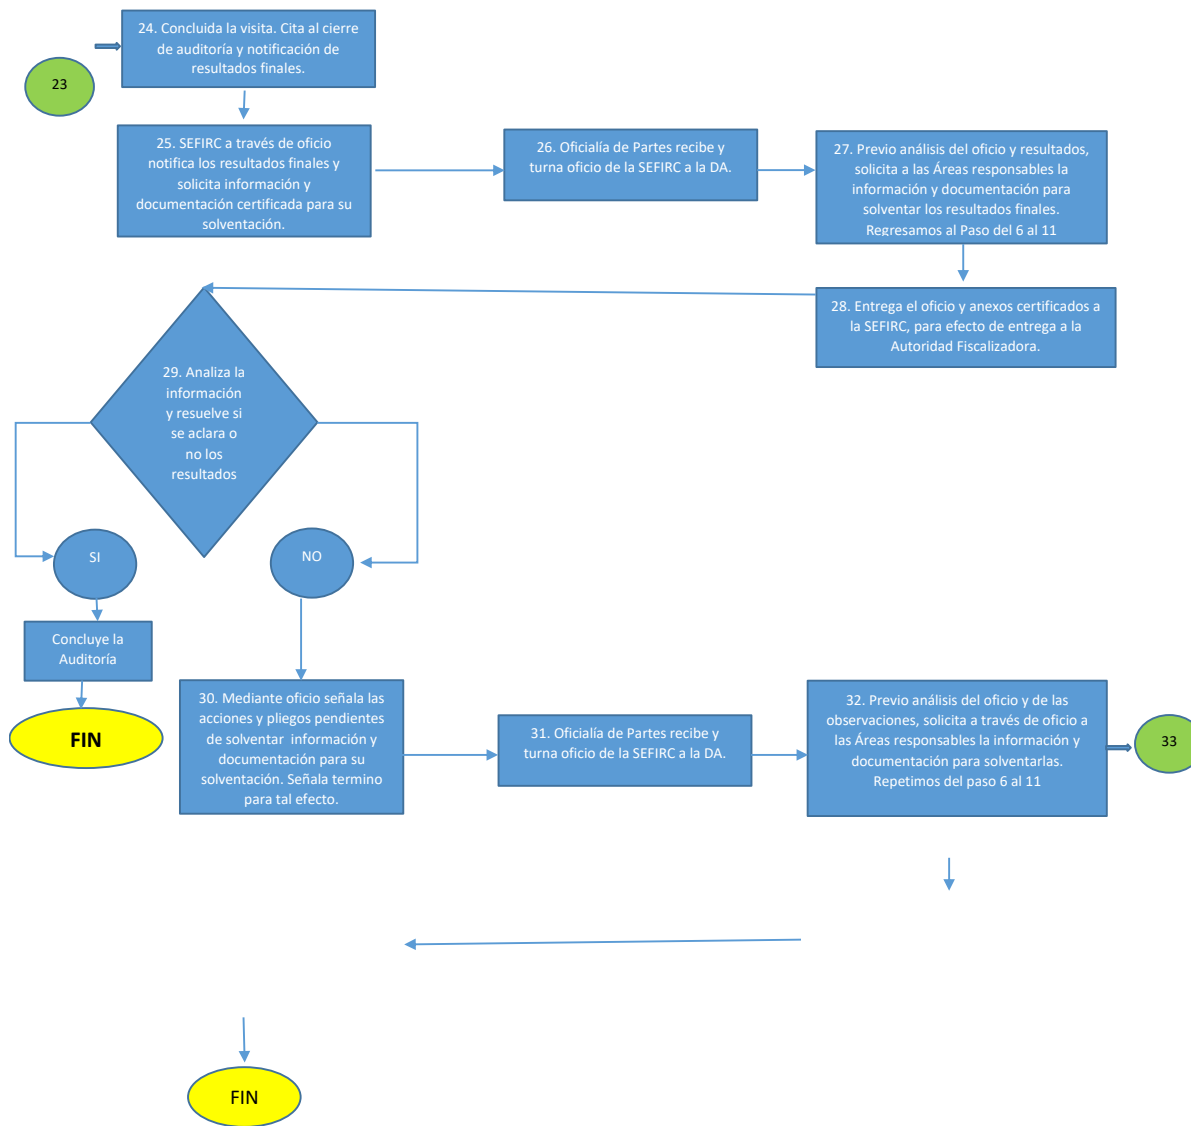 24. Concluida la visita. Cita al cierre
de auditoría y notificación de
resultados finales.
23
25. SEFIRC a través de oficio
notifica los resultados finales y
solicita información y
documentación certificada para su
solventación.
26. Oficialía de Partes recibe y
turna oficio de la SEFIRC a la DA.
27. Previo análisis del oficio y resultados,
solicita a las Áreas responsables la
información y documentación para
solventar los resultados finales.
Regresamos al Paso del 6 al 11
28. Entrega el oficio y anexos certificados a
la SEFIRC, para efecto de entrega a la
Autoridad Fiscalizadora.
29. Analiza la
información
y resuelve si
se aclara o
no los
resultados
SI
NO
Concluye la
Auditoría
FIN
30. Mediante oficio señala las
acciones y pliegos pendientes
de solventar información y
documentación para su
solventación. Señala termino
para tal efecto.
31. Oficialía de Partes recibe y
turna oficio de la SEFIRC a la DA.
32. Previo análisis del oficio y de las
observaciones, solicita a través de oficio a
las Áreas responsables la información y
documentación para solventarlas.
Repetimos del paso 6 al 11
33
FIN